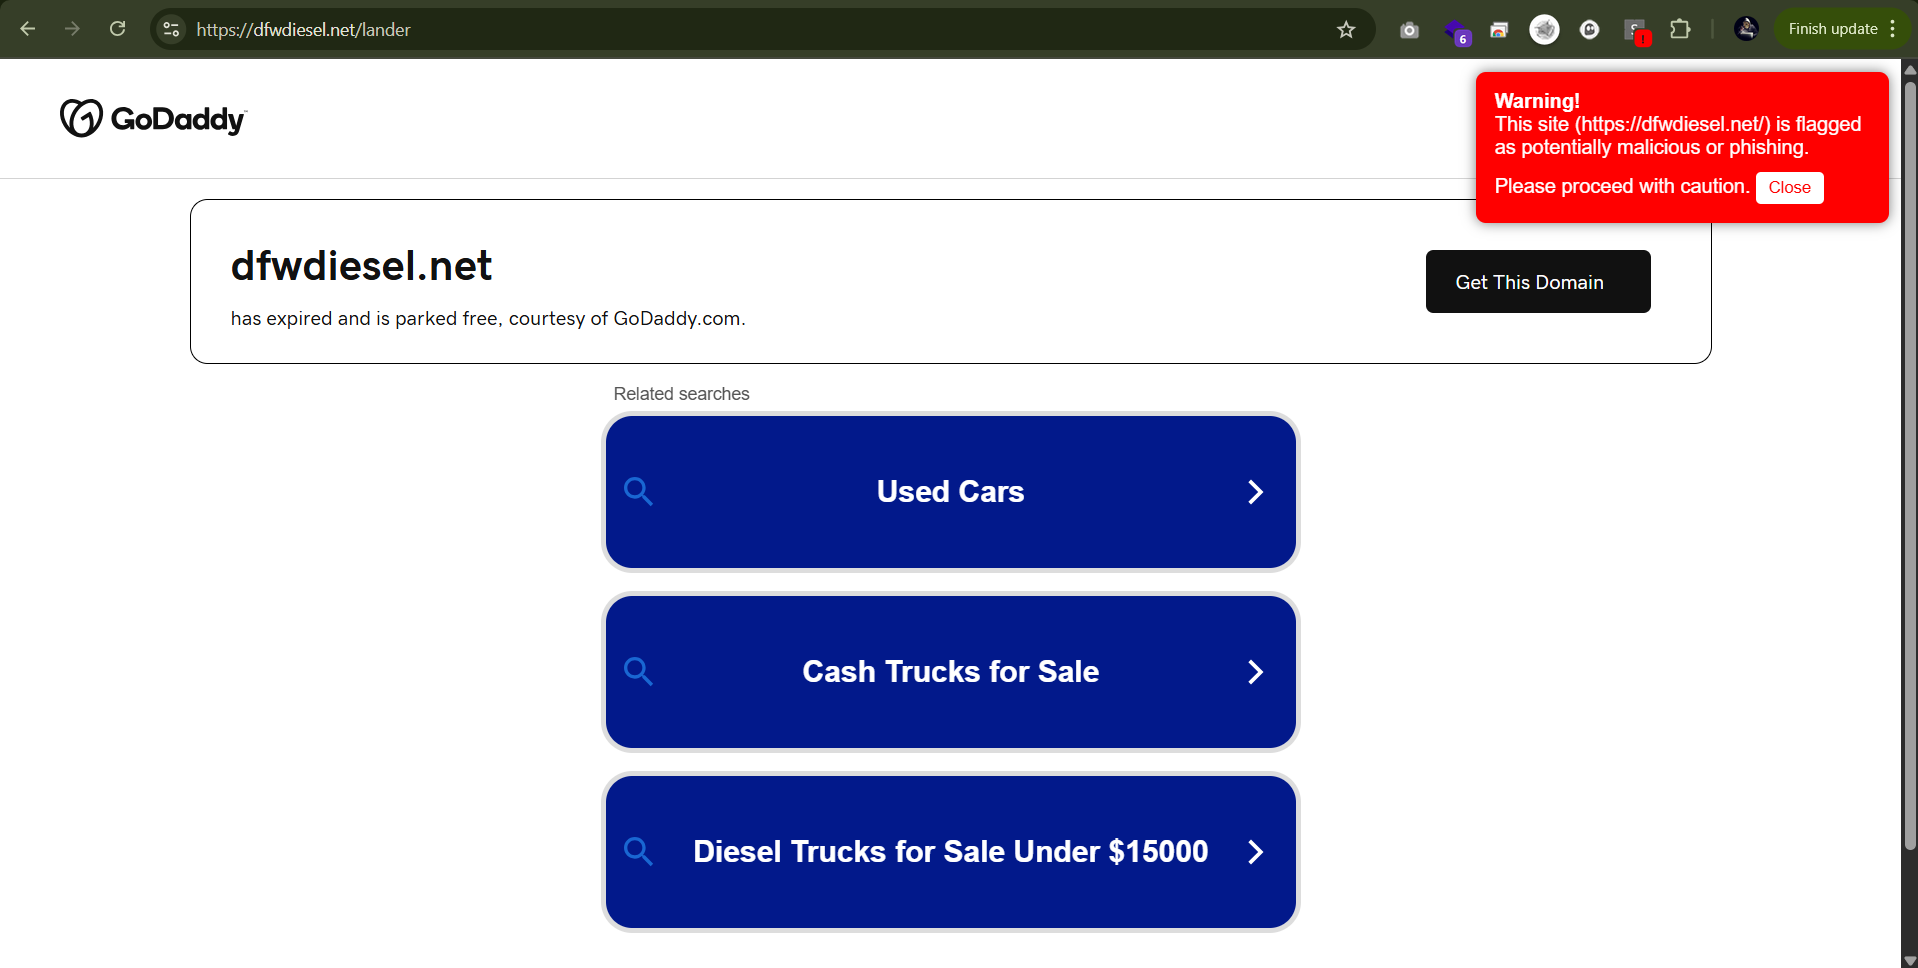 https://dfwdiesel.net/lander
6
S
!
Finish update
GoDaddy
Warning!
This site (https://dfwdiesel.net/) is flagged
as potentially malicious or phishing.
Please proceed with caution. Close
dfwdiesel.net
has expired and is parked free, courtesy of GoDaddy.com.
Get This Domain
Related searches
Used Cars
Cash Trucks for Sale
Diesel Trucks for Sale Under $15000